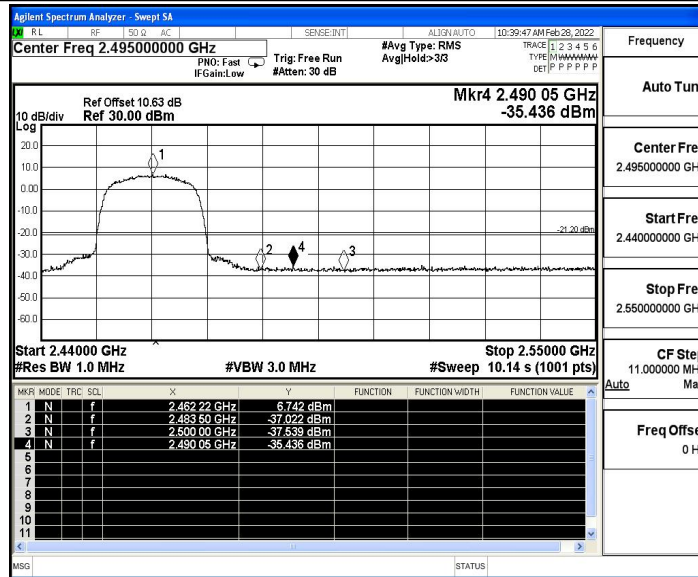 Agilent Spectrum Analyzer - Swept SA
RL RF 50 Ω AC SENSE:INT ALIGN AUTO 10:39:47 AM Feb 28, 2022
Center Freq 2.495000000 GHz
PNO: Fast
IFGain:Low
Trig: Free Run
#Atten: 30 dB
#Avg Type: RMS
Avg|Hold:>3/3
TRACE 1 2 3 4 5 6
TYPE M
DET P P P P P P
Mkr4 2.490 05 GHz
-35.436 dBm
Ref Offset 10.63 dB
10 dB/div Ref 30.00 dBm
Log
20.0
10.0
0.00
-10.0
-20.0
-30.0
-40.0
-50.0
-60.0
1
2
4
3
-21.20 dBm
Start 2.44000 GHz Stop 2.55000 GHz
#Res BW 1.0 MHz #VBW 3.0 MHz #Sweep 10.14 s (1001 pts)
MKR MODE TRC SCL X Y FUNCTION FUNCTION WIDTH FUNCTION VALUE
1 N f 2.462 22 GHz 6.742 dBm
2 N f 2.483 50 GHz -37.022 dBm
3 N f 2.500 00 GHz -37.539 dBm
4 N f 2.490 05 GHz -35.436 dBm
5
6
7
8
9
10
11
MSG STATUS
Frequency
Auto Tun
Center Fre
2.495000000 GH
Start Fre
2.440000000 GH
Stop Fre
2.550000000 GH
CF Ste
11.000000 MH
Auto Ma
Freq Offse
0 H